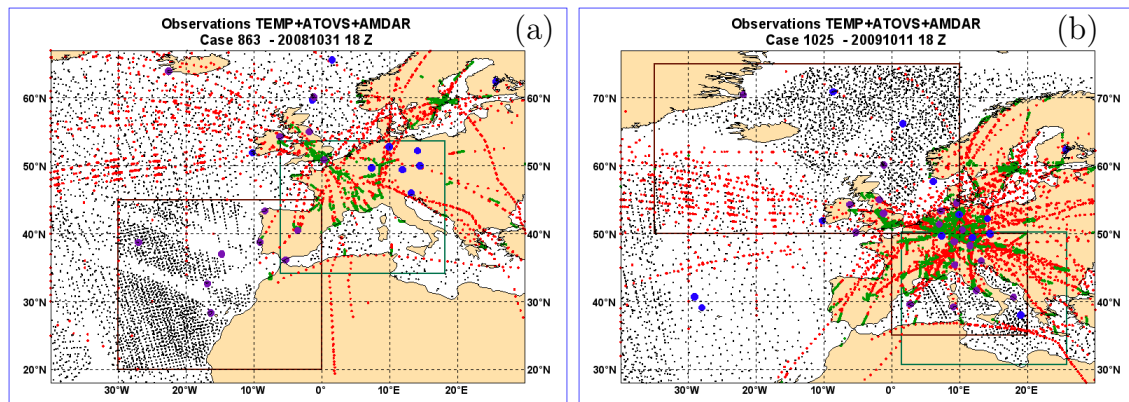 Observations TEMP+ATOVS+AMDAR
Case 863 - 20081031 18 Z
(a)
60°N 60°N
50°N 50°N
40°N 40°N
30°N 30°N
20°N 20°N
30°W 20°W 10°W 0°E 10°E 20°E
Observations TEMP+ATOVS+AMDAR
Case 1025 - 20091011 18 Z
(b)
70°N 70°N
60°N 60°N
50°N 50°N
40°N 40°N
30°N 30°N
30°W 20°W 10°W 0°E 10°E 20°E